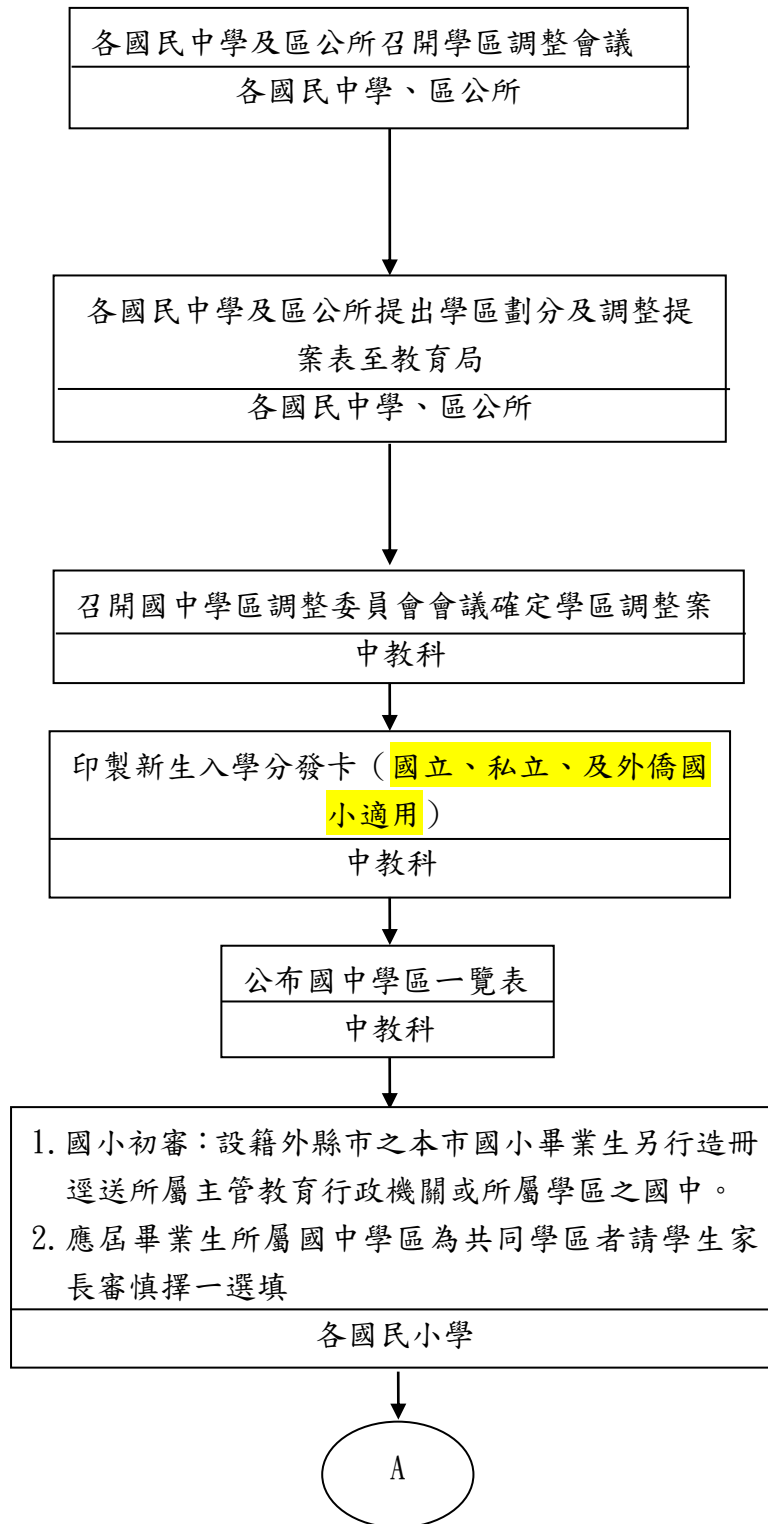 各國民中學及區公所召開學區調整會議
各國民中學、區公所
各國民中學及區公所提出學區劃分及調整提
案表至教育局
各國民中學、區公所
召開國中學區調整委員會會議確定學區調整案
中教科
印製新生入學分發卡（國立、私立、及外僑國
小適用）
中教科
公布國中學區一覽表
中教科
1. 國小初審：設籍外縣市之本市國小畢業生另行造冊
逕送所屬主管教育行政機關或所屬學區之國中。
2. 應屆畢業生所屬國中學區為共同學區者請學生家
長審慎擇一選填
各國民小學
A